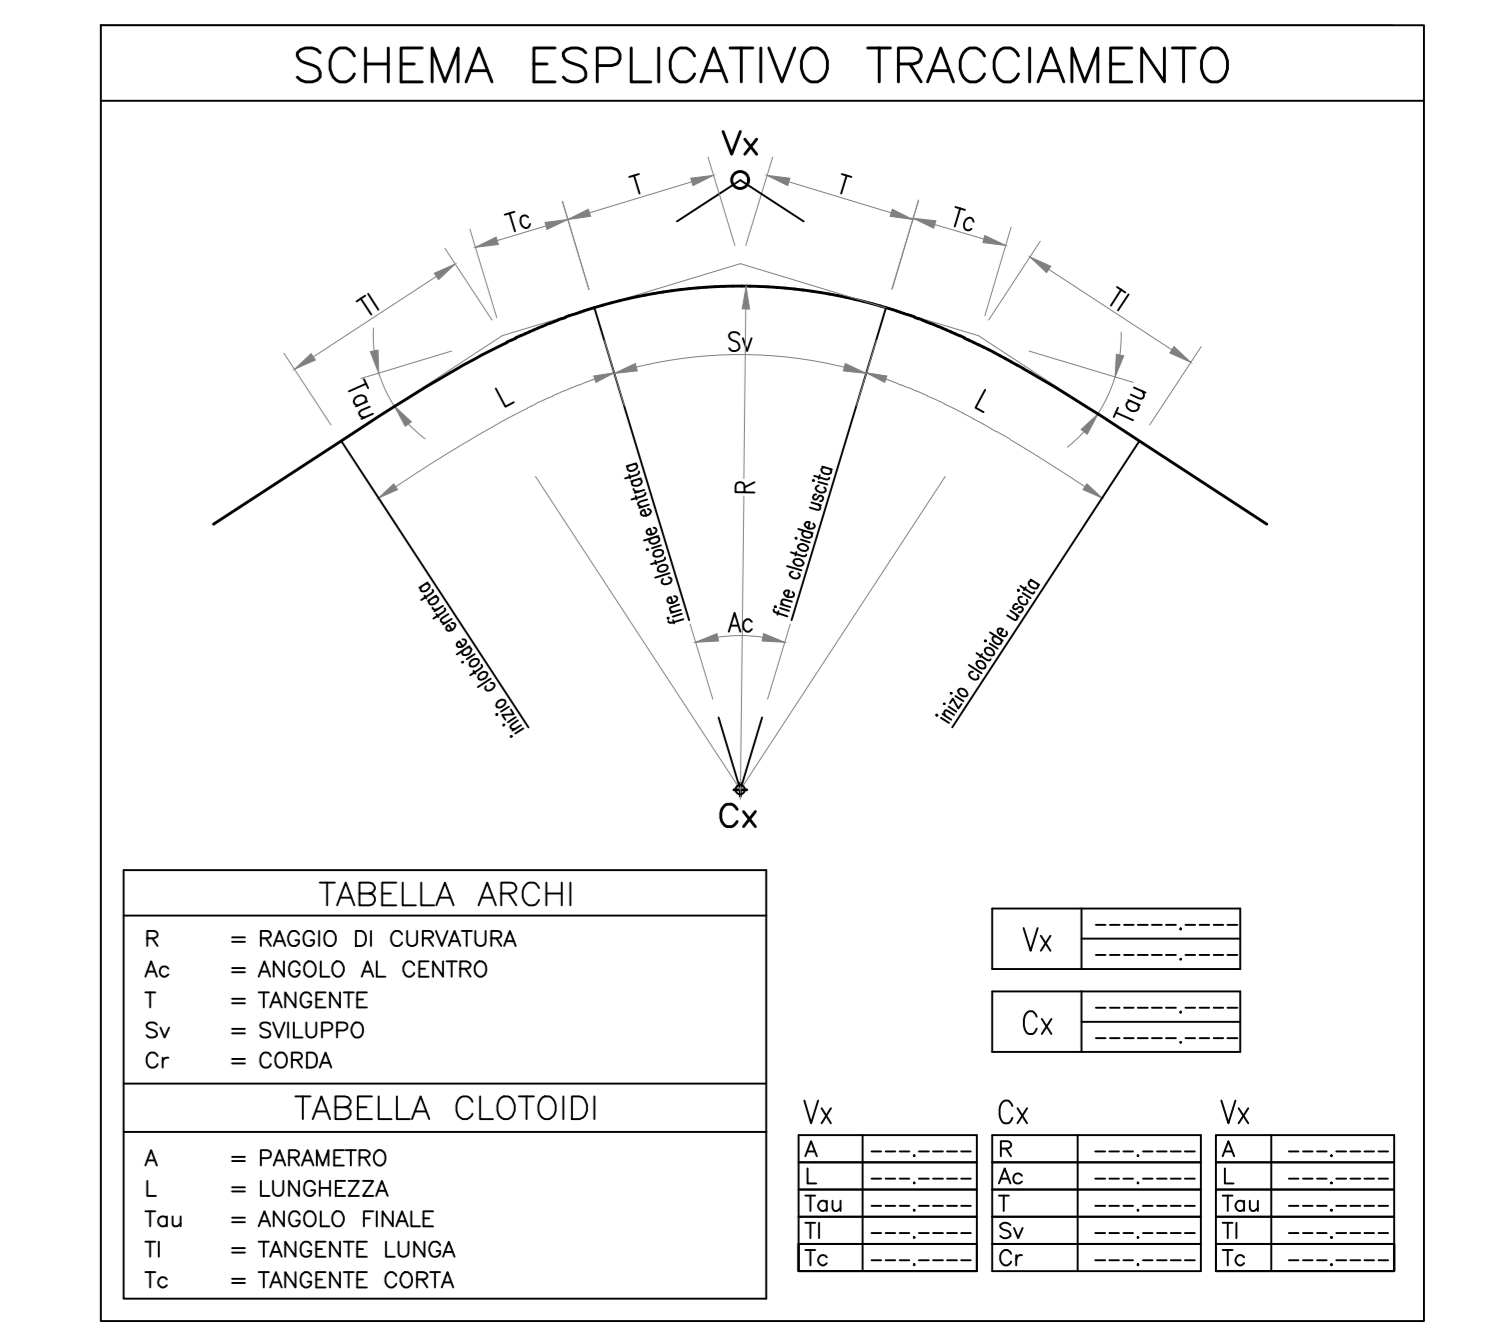 SCHEMA ESPLICATIVO TRACCIAMENTO
Vx
T
T
Tc
Tc
Tl
Tl
Sv
Tau
Tau
L
L
R
fine clotoide entrata
fine clotoide uscita
inizio clotoide entrata
inizio clotoide uscita
Ac
Cx
TABELLA ARCHI
R = RAGGIO DI CURVATURA
Ac = ANGOLO AL CENTRO
T = TANGENTE
Sv = SVILUPPO
Cr = CORDA
TABELLA CLOTOIDI
A = PARAMETRO
L = LUNGHEZZA
Tau = ANGOLO FINALE
Tl = TANGENTE LUNGA
Tc = TANGENTE CORTA
Vx ------.----
------.----
Cx ------.----
------.----
Vx Cx Vx
A ---.---- R ---.---- A ---.----
L ---.---- Ac ---.---- L ---.----
Tau ---.---- T ---.---- Tau ---.----
Tl ---.---- Sv ---.---- Tl ---.----
Tc ---.---- Cr ---.---- Tc ---.----